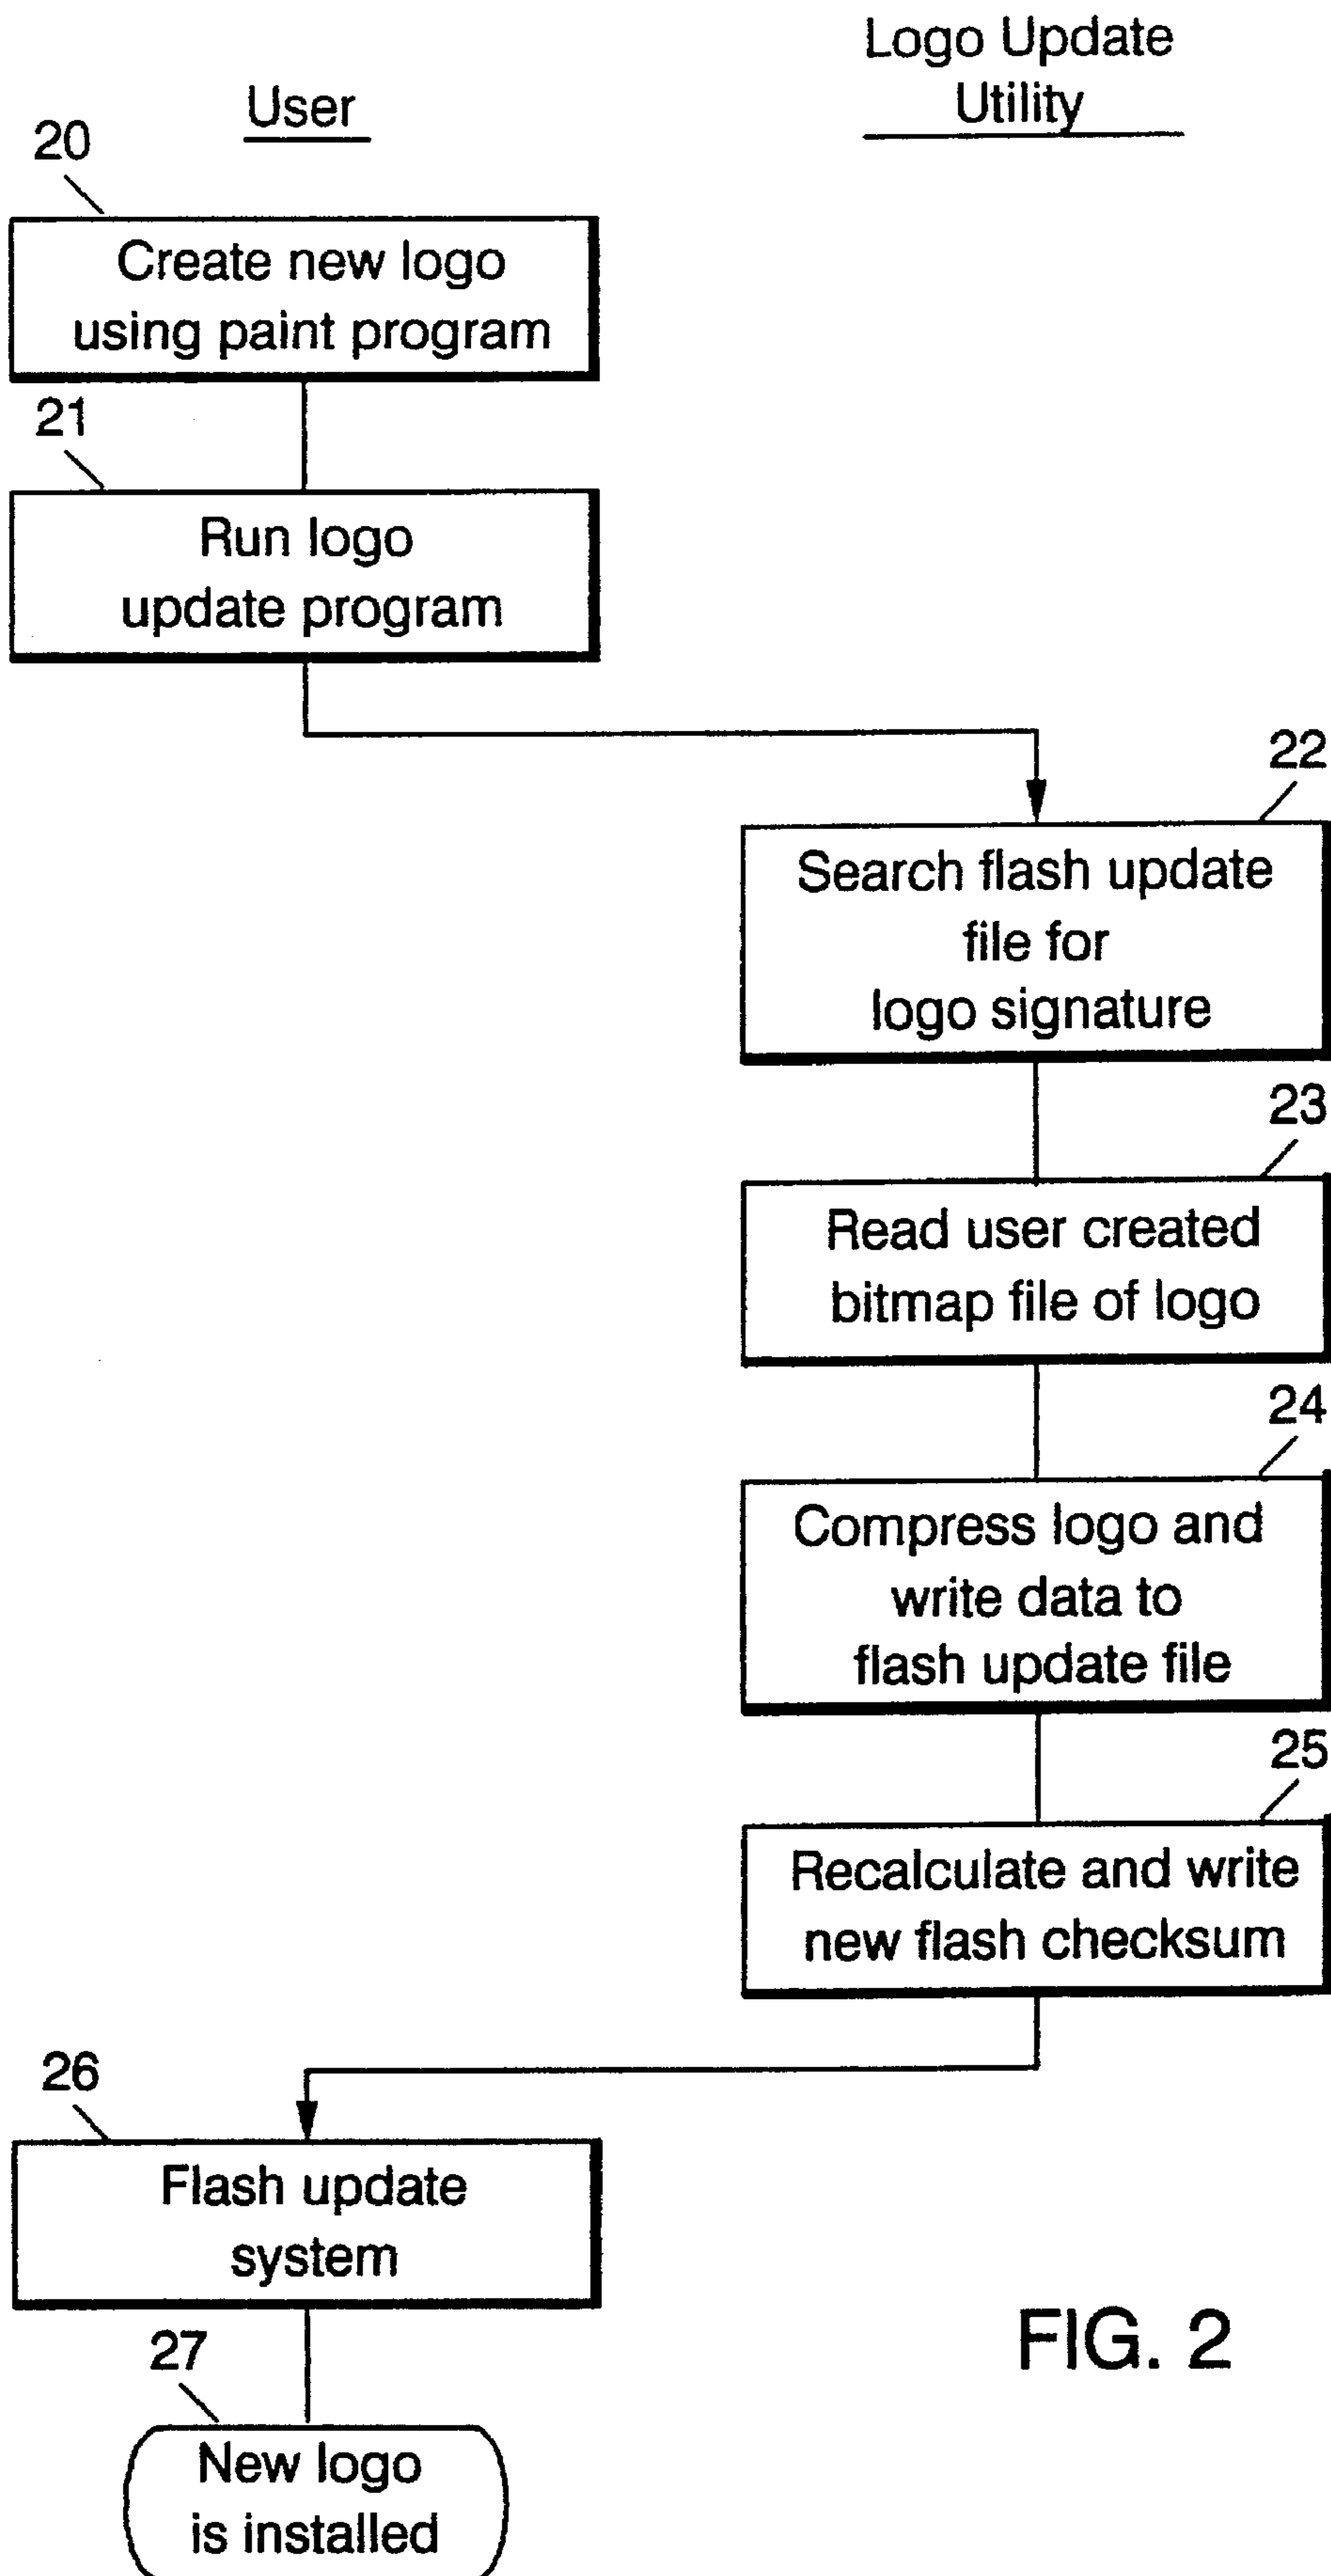 Logo Update
Utility
User
20
Create new logo
using paint program
21
Run logo
update program
22
Search flash update
file for
logo signature
23
Read user created
bitmap file of logo
24
Compress logo and
write data to
flash update file
25
Recalculate and write
new flash checksum
26
Flash update
system
27
New logo
is installed
FIG. 2